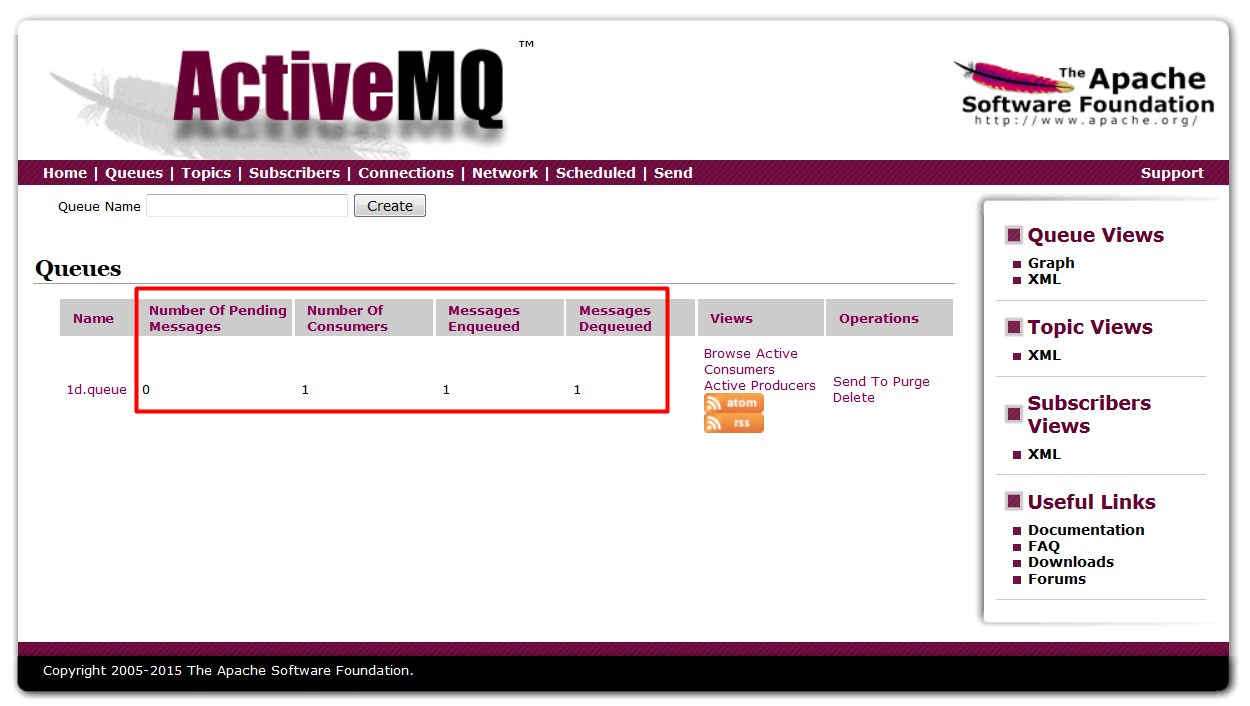 ActiveMQ ™
The Apache
Software Foundation
http://www.apache.org/
Home | Queues | Topics | Subscribers | Connections | Network | Scheduled | Send
Support
Queue Name
Create
Queues
Name
Number Of Pending
Messages
Number Of
Consumers
Messages
Enqueued
Messages
Dequeued
Views
Operations
1d.queue
0
1
1
1
Browse Active
Consumers
Active Producers
atom
rss
Send To Purge
Delete
Queue Views
Graph
XML
Topic Views
XML
Subscribers
Views
XML
Useful Links
Documentation
FAQ
Downloads
Forums
Copyright 2005-2015 The Apache Software Foundation.